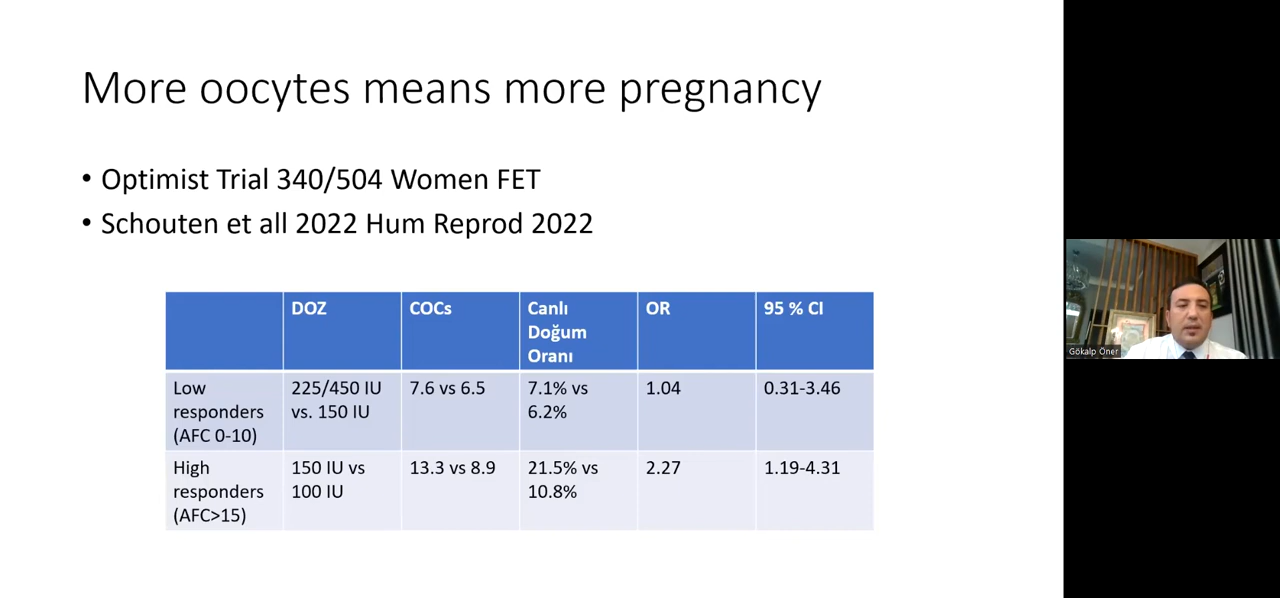 More oocytes means more pregnancy
• Optimist Trial 340/504 Women FET
• Schouten et all 2022 Hum Reprod 2022
DOZ COCs Canlı Doğum Oranı OR 95 % CI
Low responders (AFC 0-10) 225/450 IU vs. 150 IU 7.6 vs 6.5 7.1% vs 6.2% 1.04 0.31-3.46
High responders (AFC>15) 150 IU vs 100 IU 13.3 vs 8.9 21.5% vs 10.8% 2.27 1.19-4.31
Gökalp Öner